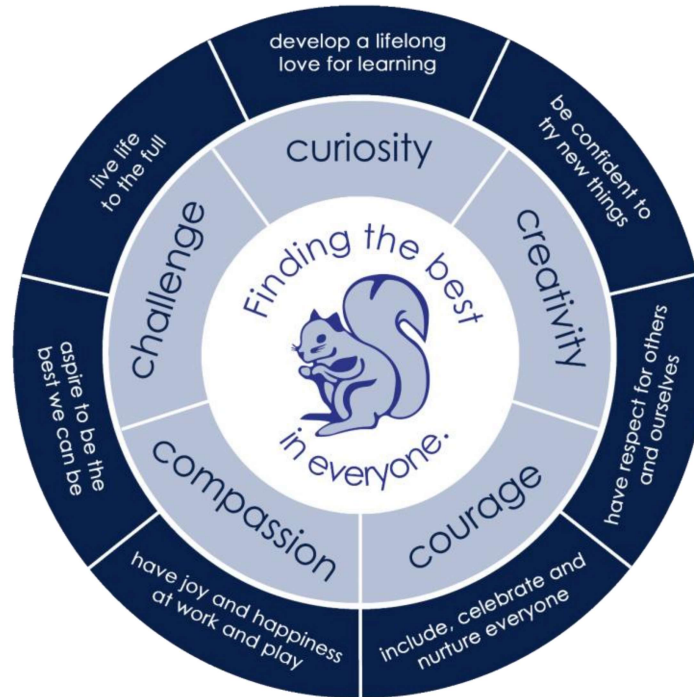 develop a lifelong
love for learning
be confident to
try new things
have respect for others
and ourselves
include, celebrate and
nurture everyone
have joy and happiness
at work and play
aspire to be the
best we can be
live life
to the full
curiosity
creativity
courage
compassion
challenge
Finding the best
in everyone.